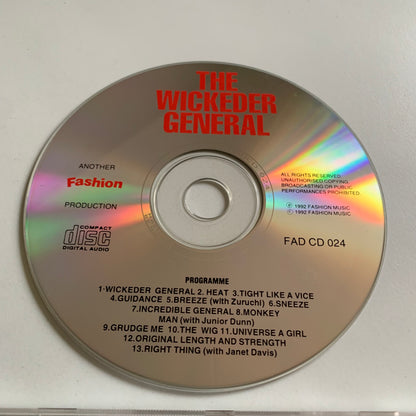 THE
WICKEDER
GENERAL
ANOTHER
Fashion
PRODUCTION
COMPACT
disc
DIGITAL AUDIO
ALL RIGHTS RESERVED.
UNAUTHORISED COPYING,
BROADCASTING OR PUBLIC
PERFORMANCES PROHIBITED.
Ⓟ 1992 FASHION MUSIC
© 1992 FASHION MUSIC
FAD CD 024
PROGRAMME
1·WICKEDER GENERAL 2. HEAT 3.TIGHT LIKE A VICE
4.GUIDANCE 5.BREEZE (with Zuruchi) 6.SNEEZE
7.INCREDIBLE GENERAL 8.MONKEY
MAN (with Junior Dunn)
9.GRUDGE ME 10.THE WIG 11.UNIVERSE A GIRL
12.ORIGINAL LENGTH AND STRENGTH
13.RIGHT THING (with Janet Davis)